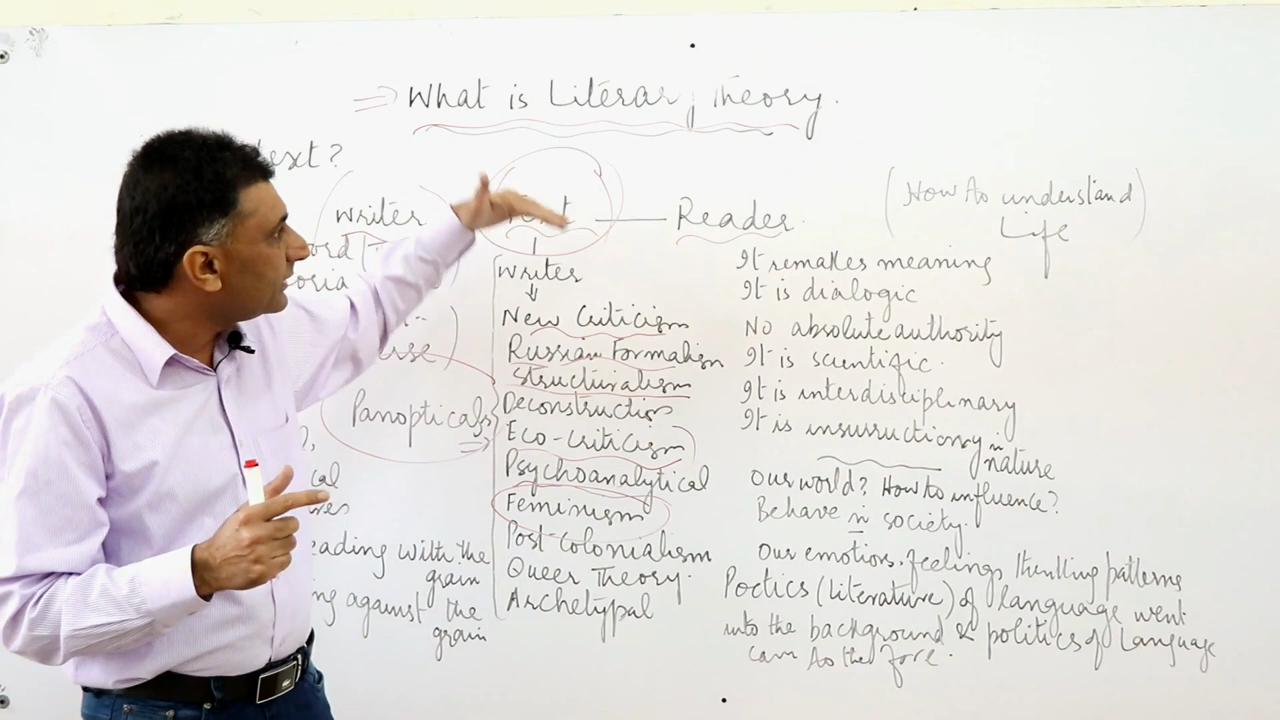 ⇒ What is Literary Theory.
text?
Writer Text — Reader.
(How to understand
Life)
Writer
↓
New Criticism
Russian Formalism
Structuralism
Deconstruction
Eco-criticism
Psychoanalytical
Feminism
Post Colonialism
Queer Theory.
Archetypal
Panopticals ⇒
eading with the
grain
ng against the
grain
It remakes meaning
It is dialogic
No absolute authority
It is scientific.
It is interdisciplinary
It is insurructionry in
nature
Our world? How to influence?
Behave in society.
Our emotions, feelings, thinking patterns
Poetics (literature) of language went
into the background & politics of Language
cam to the fore.